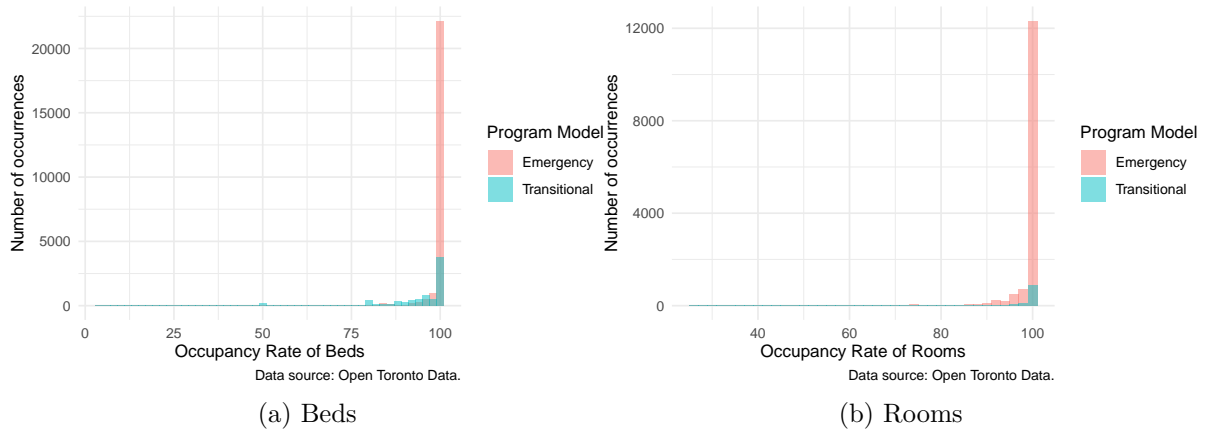 20000
15000
10000
5000
0
Number of occurrences
0 25 50 75 100
Occupancy Rate of Beds
Data source: Open Toronto Data.
Program Model
Emergency
Transitional
(a) Beds
12000
8000
4000
0
Number of occurrences
40 60 80 100
Occupancy Rate of Rooms
Data source: Open Toronto Data.
Program Model
Emergency
Transitional
(b) Rooms